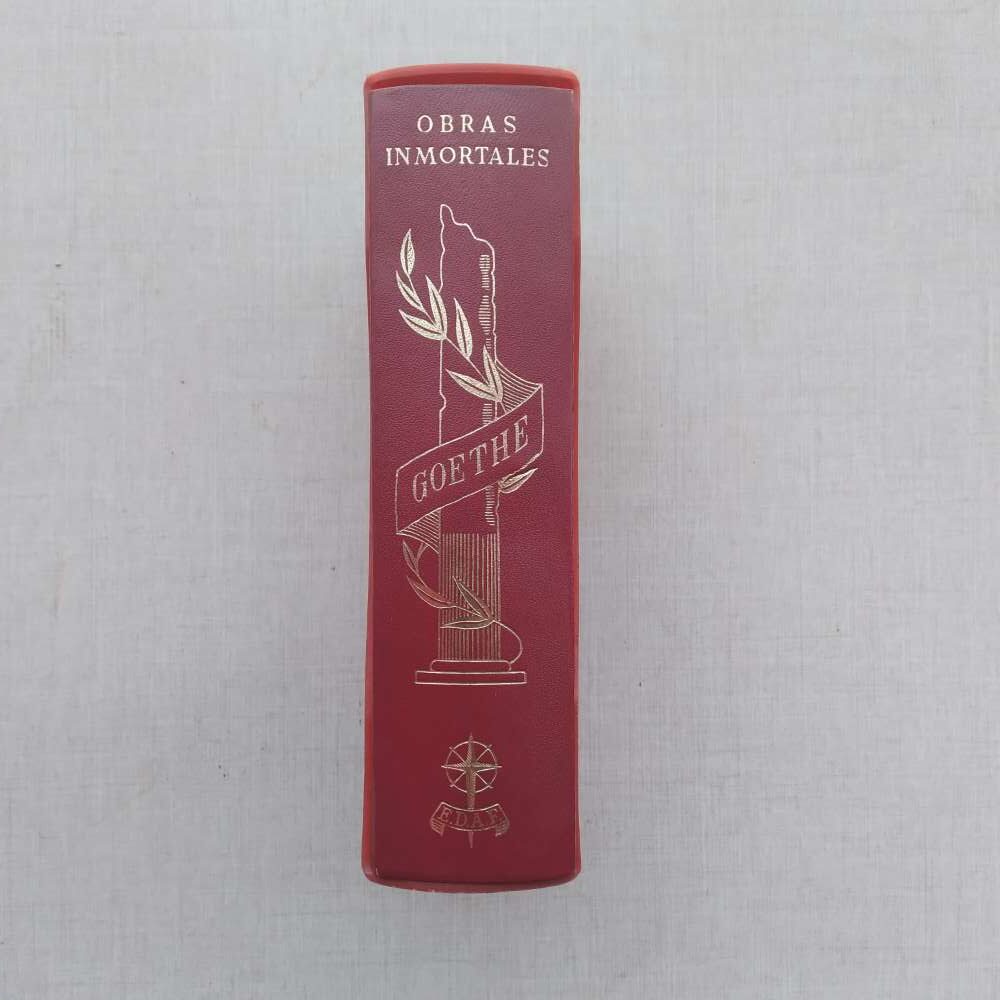 OBRAS
INMORTALES
GOETHE
E.D.A.F.